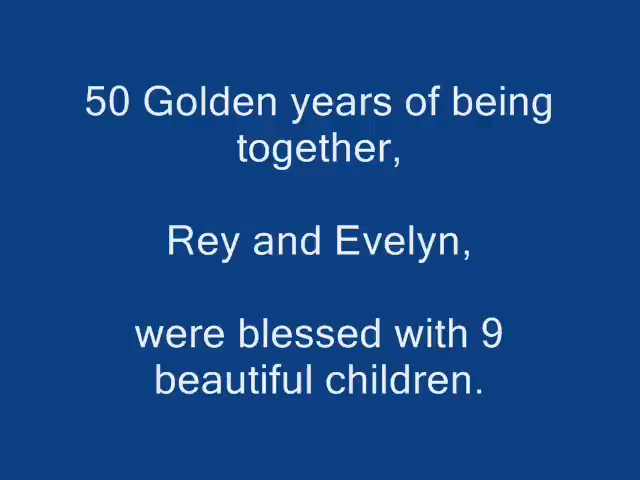 50 Golden years of being
together,
Rey and Evelyn,
were blessed with 9
beautiful children.